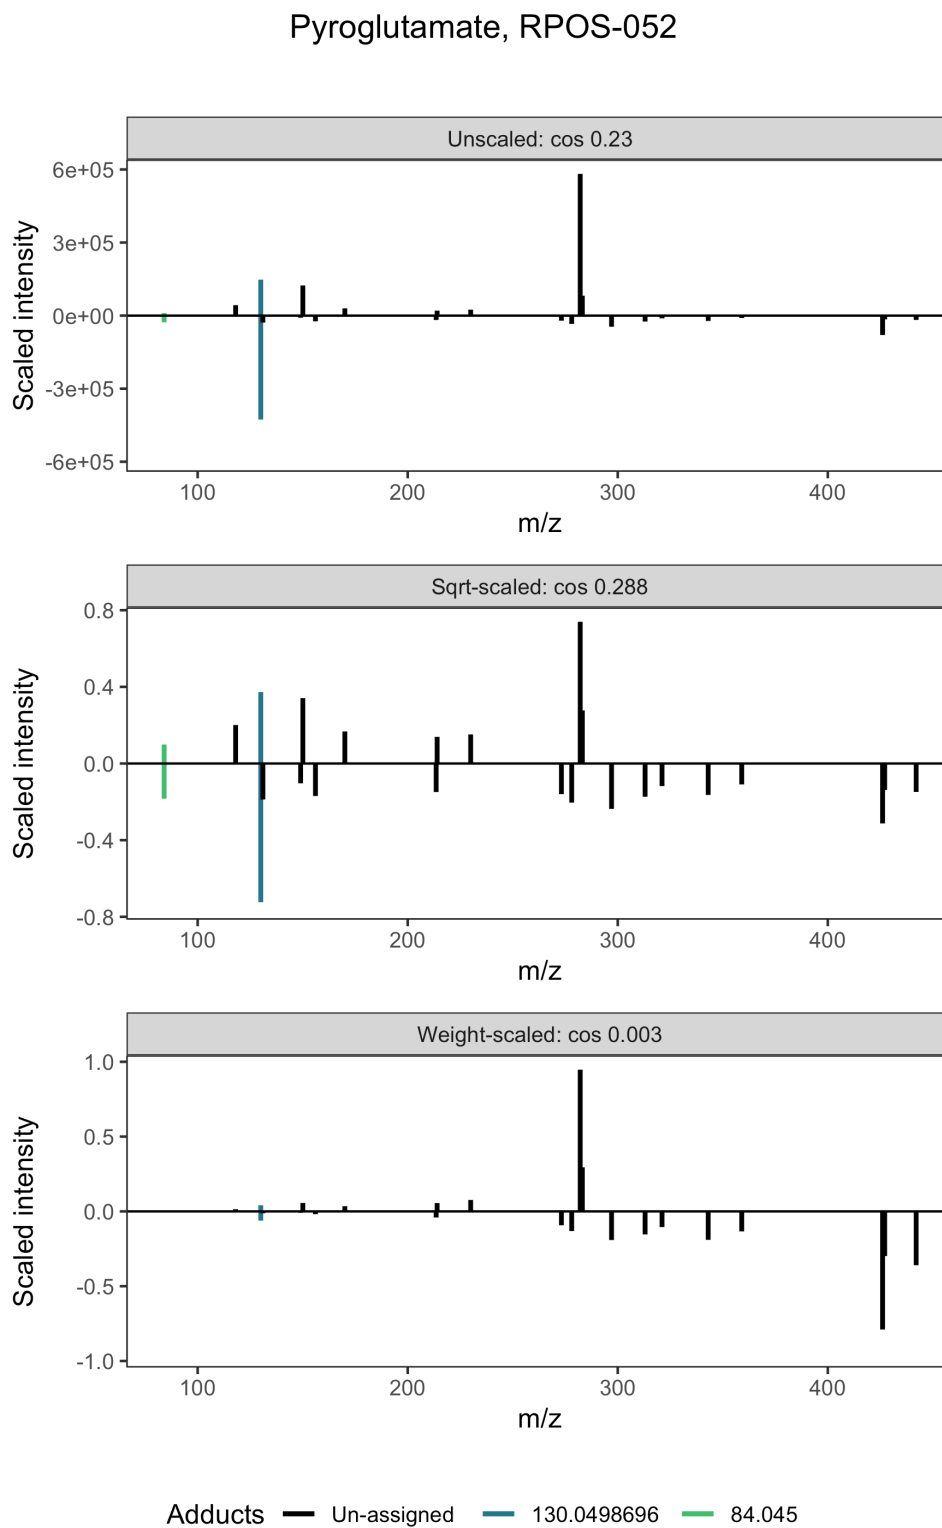 Pyroglutamate, RPOS-052
Unscaled: cos 0.23
Scaled intensity
6e+05
3e+05
0e+00
-3e+05
-6e+05
100 200 300 400
m/z
Sqrt-scaled: cos 0.288
Scaled intensity
0.8
0.4
0.0
-0.4
-0.8
100 200 300 400
m/z
Weight-scaled: cos 0.003
Scaled intensity
1.0
0.5
0.0
-0.5
-1.0
100 200 300 400
m/z
Adducts Un-assigned 130.0498696 84.045